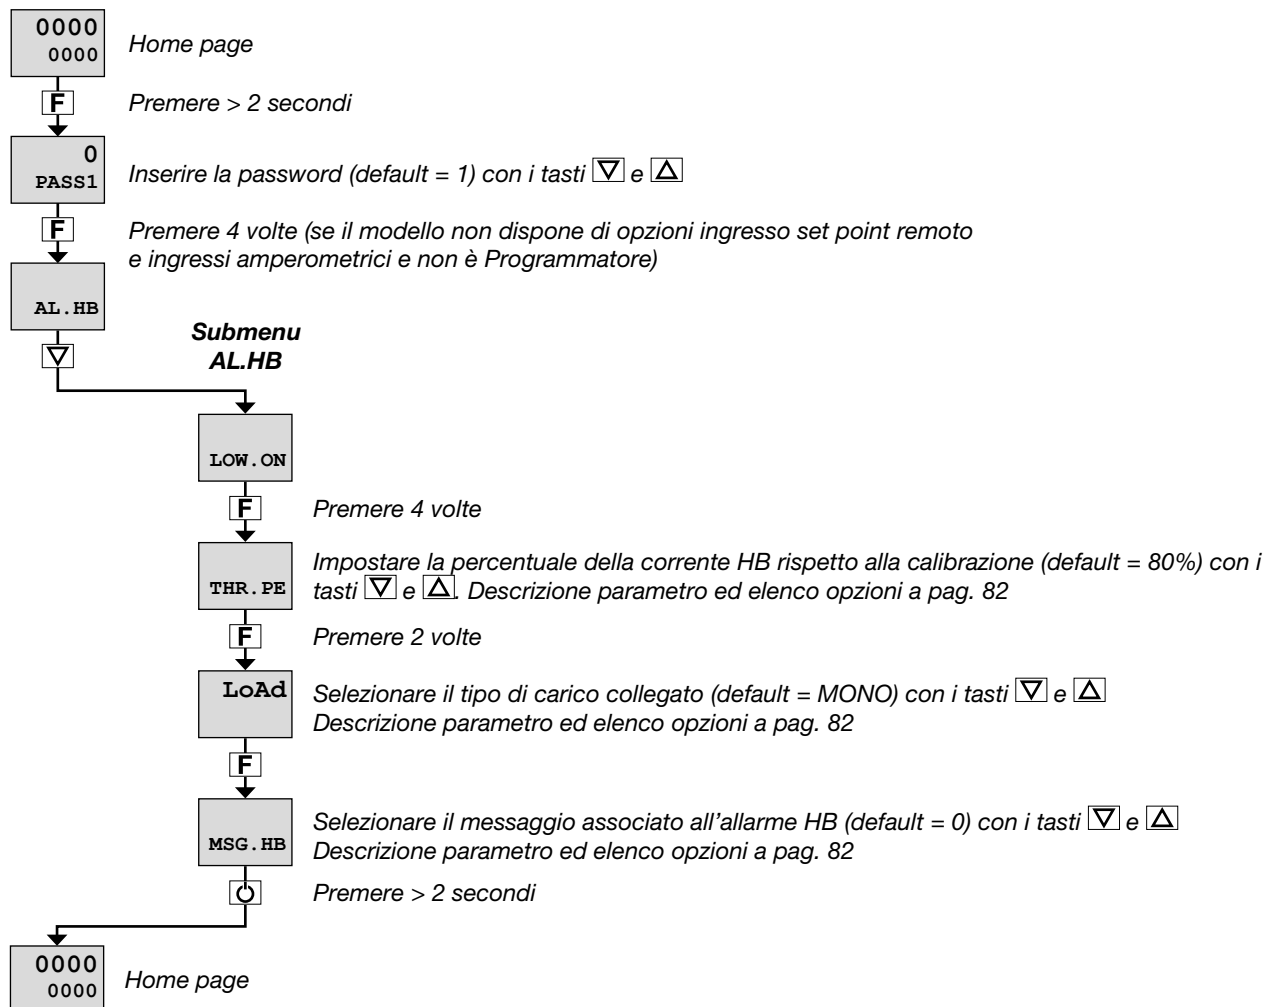 0000
0000
Home page
F
Premere > 2 secondi
0
PASS1
Inserire la password (default = 1) con i tasti ▽ e △
F
Premere 4 volte (se il modello non dispone di opzioni ingresso set point remoto
e ingressi amperometrici e non è Programmatore)
AL.HB
Submenu
AL.HB
▽
LOW.ON
F
Premere 4 volte
THR.PE
Impostare la percentuale della corrente HB rispetto alla calibrazione (default = 80%) con i
tasti ▽ e △. Descrizione parametro ed elenco opzioni a pag. 82
F
Premere 2 volte
LoAd
Selezionare il tipo di carico collegato (default = MONO) con i tasti ▽ e △
Descrizione parametro ed elenco opzioni a pag. 82
F
MSG.HB
Selezionare il messaggio associato all’allarme HB (default = 0) con i tasti ▽ e △
Descrizione parametro ed elenco opzioni a pag. 82
Premere > 2 secondi
0000
0000
Home page